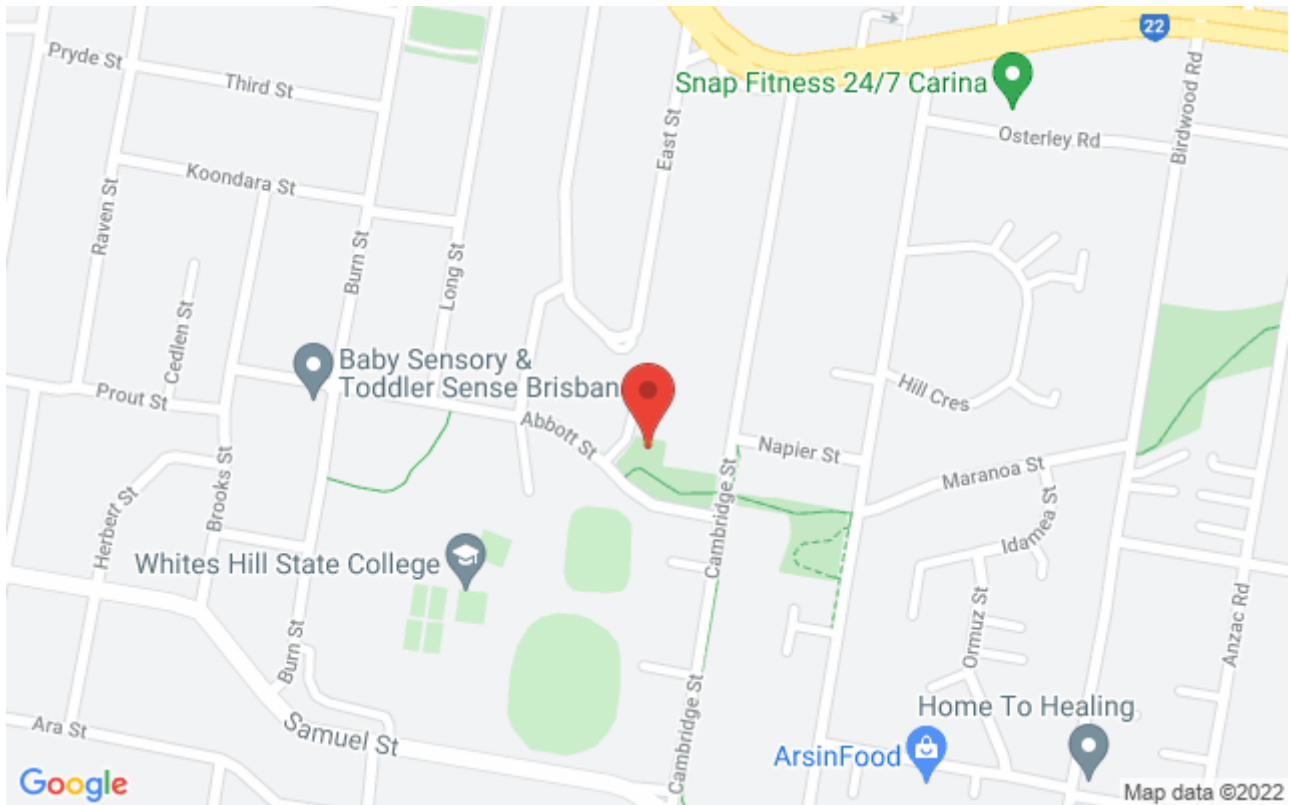 22
Pryde St
Third St
Snap Fitness 24/7 Carina
East St
Osterley Rd
Birdwood Rd
Koondara St
Raven St
Burn St
Long St
Cedlen St
Baby Sensory &
Toddler Sense Brisban
Prout St
Hill Cres
Abbott St
Napier St
Maranoa St
Brooks St
Herbert St
Cambridge St
Idamea St
Whites Hill State College
Ormuz St
Anzac Rd
Burn St
Samuel St
Cambridge St
Home To Healing
Ara St
ArsinFood
Google
Map data ©2022